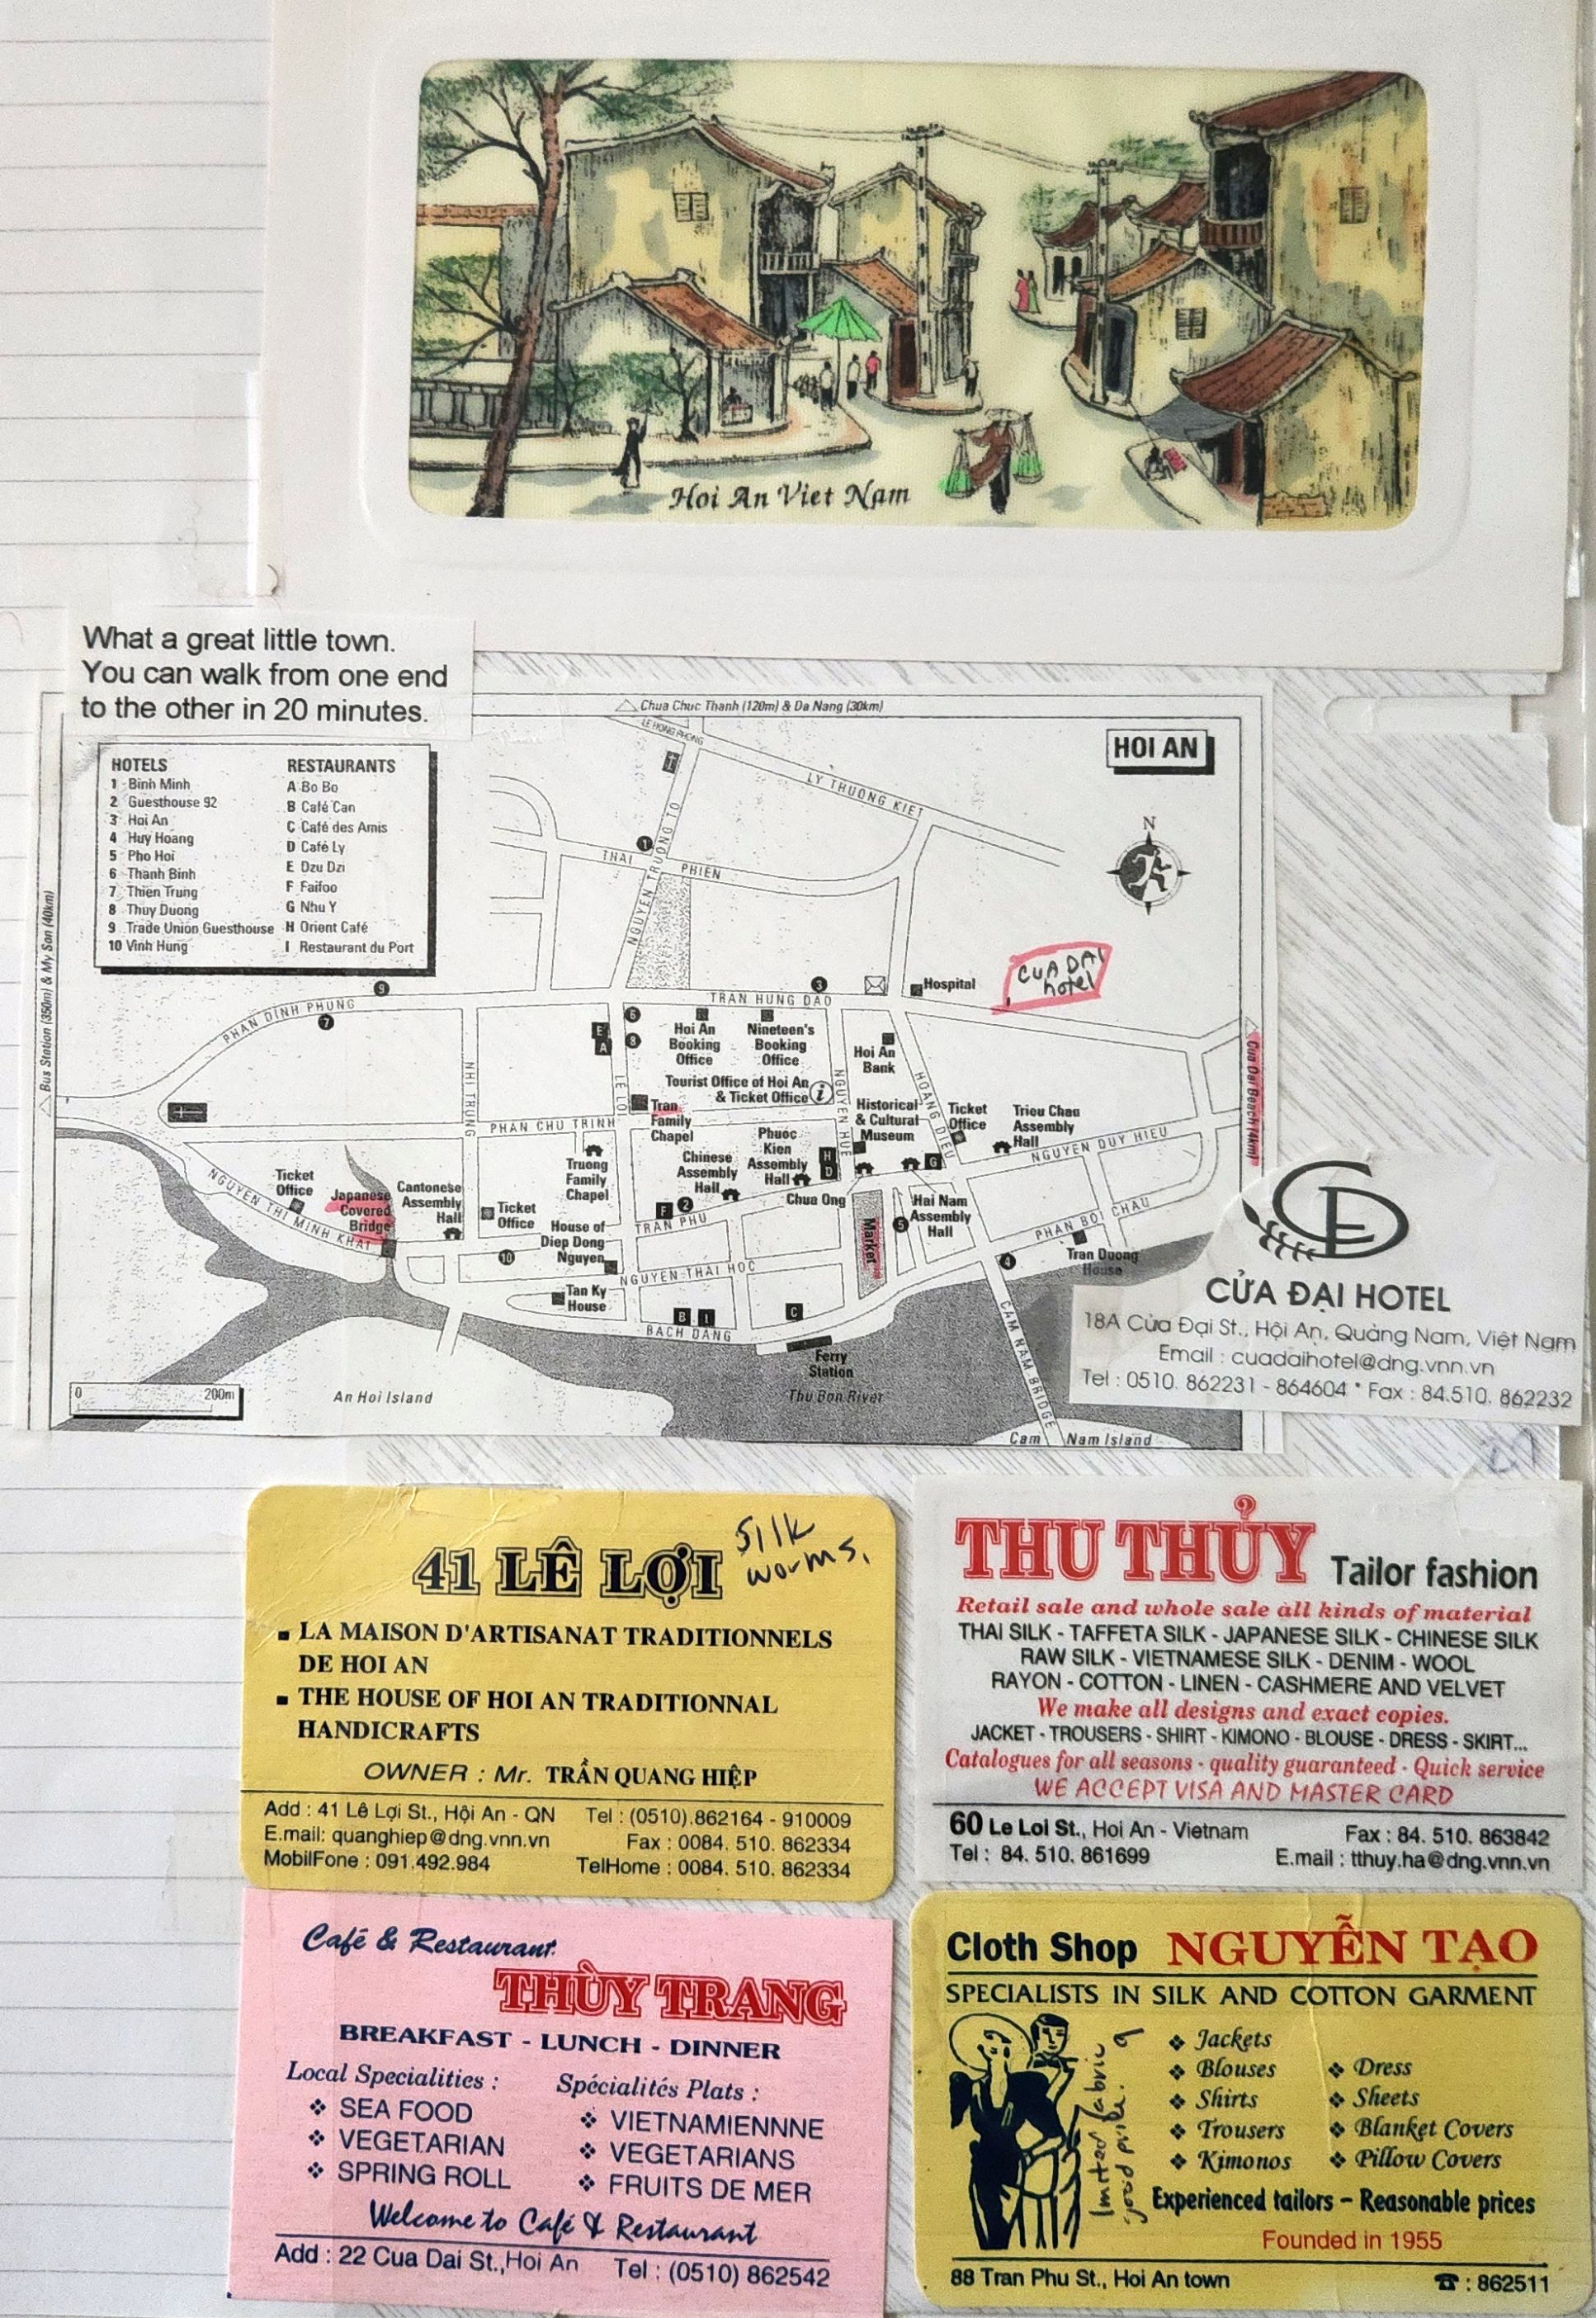 Hoi An Viet Nam
What a great little town.
You can walk from one end
to the other in 20 minutes.
Chua Chuc Thanh (120m) & Da Nang (30km)
LE HONG PHONG
HOI AN
LY THUONG KIET
N
HOTELS
1 Binh Minh
2 Guesthouse 92
3 Hoi An
4 Huy Hoang
5 Pho Hoi
6 Thanh Binh
7 Thien Trung
8 Thuy Duong
9 Trade Union Guesthouse
10 Vinh Hung
RESTAURANTS
A Bo Bo
B Café Can
C Café des Amis
D Café Ly
E Dzu Dzi
F Faifoo
G Nhu Y
H Orient Café
I Restaurant du Port
Bus Station (350m) & My Son (40km)
1
THAI PHIEN
NGUYEN TRUONG TO
CUA DAI
hotel
9
3
Hospital
PHAN DINH PHUNG
7
TRAN HUNG DAO
6
E
A
8
Hoi An
Booking
Office
Nineteen's
Booking
Office
Hoi An
Bank
Cua Dai Beach (4km)
NHI TRUNG
LE LOI
Tourist Office of Hoi An
& Ticket Office
i
NGUYEN HUE
HOANG DIEU
Tran
Family
Chapel
Historical
& Cultural
Museum
Ticket
Office
Trieu Chau
Assembly
Hall
PHAN CHU TRINH
NGUYEN DUY HIEU
Truong
Family
Chapel
Chinese
Assembly
Hall
Phuoc
Kien
Assembly
Hall
H
D
G
Ticket
Office
Japanese
Covered
Bridge
Cantonese
Assembly
Hall
Ticket
Office
NGUYEN THI MINH KHAI
Chua Ong
Hai Nam
Assembly
Hall
F
2
TRAN PHU
5
Market
PHAN BOI CHAU
Tran Duong
House
House of
Diep Dong
Nguyen
10
4
NGUYEN THAI HOC
Tan Ky
House
B
I
C
BACH DANG
Ferry
Station
Thu Bon River
CAM NAM BRIDGE
0
200m
An Hoi Island
Cam Nam Island
CỬA ĐẠI HOTEL
18A Cửa Đại St., Hội An, Quảng Nam, Việt Nam
Email : cuadaihotel@dng.vnn.vn
Tel : 0510. 862231 - 864604 * Fax : 84.510. 862232
41 LÊ LỢI
Silk
worms.
LA MAISON D'ARTISANAT TRADITIONNELS
DE HOI AN
THE HOUSE OF HOI AN TRADITIONNAL
HANDICRAFTS
OWNER : Mr. TRẦN QUANG HIỆP
Add : 41 Lê Lợi St., Hội An - QN
E.mail: quanghiep@dng.vnn.vn
MobilFone : 091.492.984
Tel : (0510).862164 - 910009
Fax : 0084. 510. 862334
TelHome : 0084. 510. 862334
THU THỦY Tailor fashion
Retail sale and whole sale all kinds of material
THAI SILK - TAFFETA SILK - JAPANESE SILK - CHINESE SILK
RAW SILK - VIETNAMESE SILK - DENIM - WOOL
RAYON - COTTON - LINEN - CASHMERE AND VELVET
We make all designs and exact copies.
JACKET - TROUSERS - SHIRT - KIMONO - BLOUSE - DRESS - SKIRT...
Catalogues for all seasons - quality guaranteed - Quick service
WE ACCEPT VISA AND MASTER CARD
60 Le Loi St., Hoi An - Vietnam
Tel : 84. 510. 861699
Fax : 84. 510. 863842
E.mail : tthuy.ha@dng.vnn.vn
Café & Restaurant
THÙY TRANG
BREAKFAST - LUNCH - DINNER
Local Specialities :
SEA FOOD
VEGETARIAN
SPRING ROLL
Spécialités Plats :
VIETNAMIENNNE
VEGETARIANS
FRUITS DE MER
Welcome to Café & Restaurant
Add : 22 Cua Dai St.,Hoi An
Tel : (0510) 862542
Cloth Shop NGUYỄN TẠO
SPECIALISTS IN SILK AND COTTON GARMENT
Jackets
Blouses
Shirts
Trousers
Kimonos
Dress
Sheets
Blanket Covers
Pillow Covers
fabric
good price.
Experienced tailors – Reasonable prices
Founded in 1955
88 Tran Phu St., Hoi An town
☎ : 862511